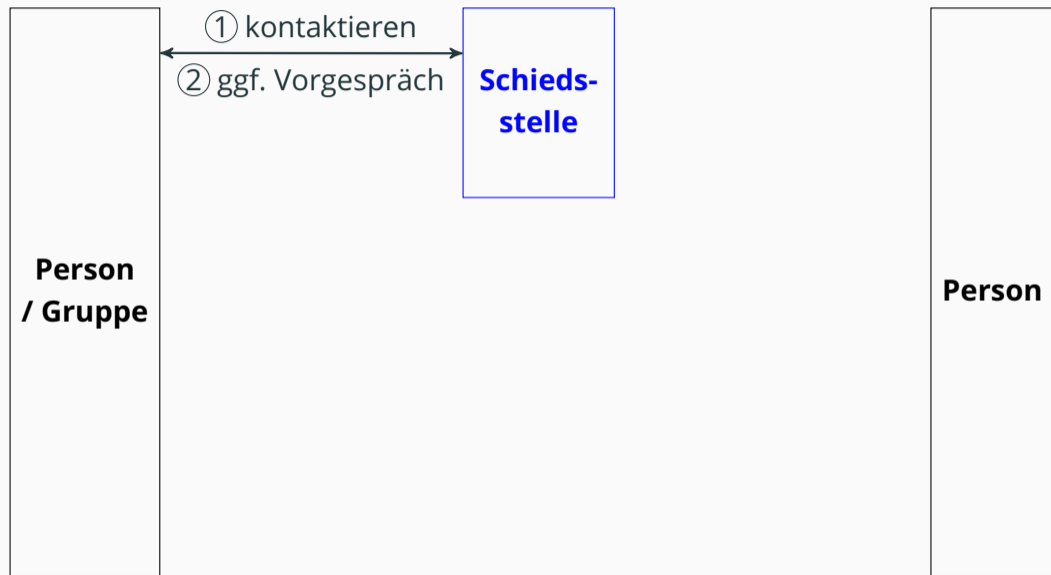 ① kontaktieren
② ggf. Vorgespräch
Schieds-
stelle
Person
/ Gruppe
Person